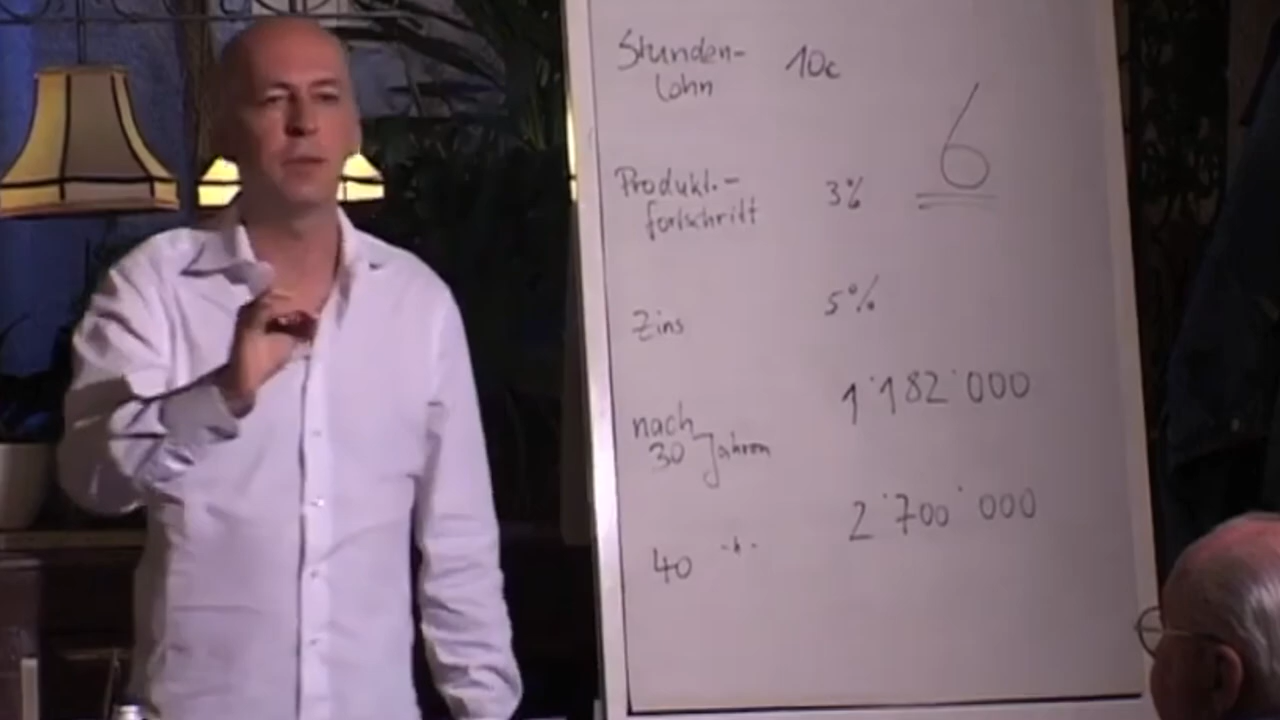 Stunden- 10c
lohn
6
Produkt.- 3%
fortschritt
Zins 5%
nach 1'182'000
30 Jahren
40 -"- 2'700'000